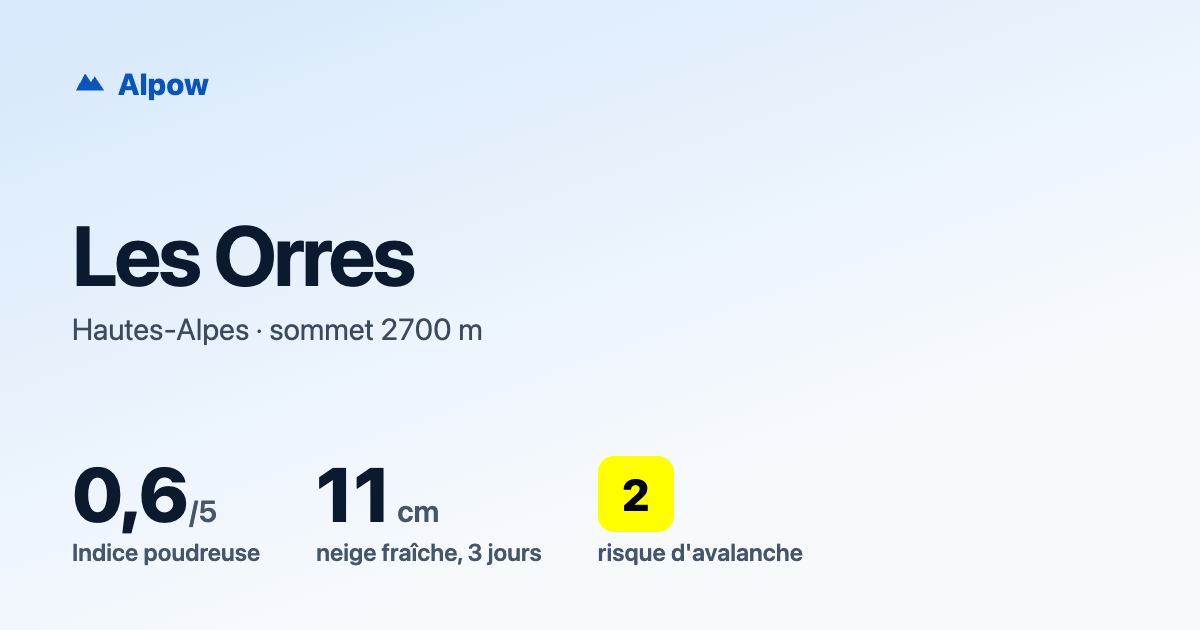 Alpow
Les Orres
Hautes-Alpes · sommet 2700 m
0,6/5
Indice poudreuse
11 cm
neige fraîche, 3 jours
2
risque d'avalanche